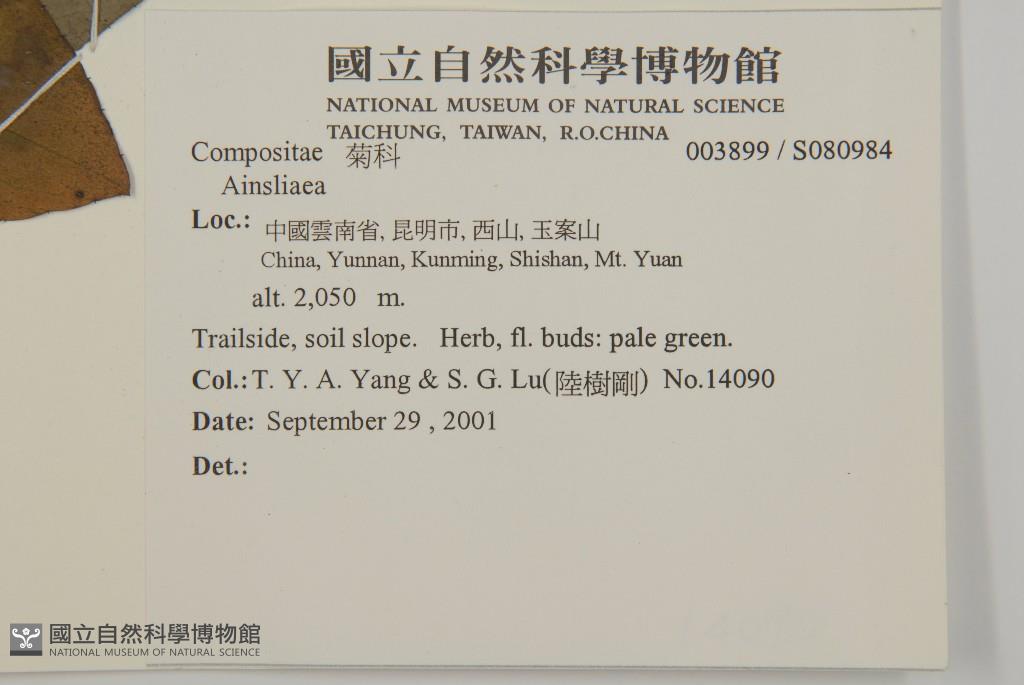 國立自然科學博物館
NATIONAL MUSEUM OF NATURAL SCIENCE
TAICHUNG, TAIWAN, R.O.CHINA
Compositae 菊科 003899 / S080984
Ainsliaea
Loc.: 中國雲南省, 昆明市, 西山, 玉案山
China, Yunnan, Kunming, Shishan, Mt. Yuan
alt. 2,050 m.
Trailside, soil slope. Herb, fl. buds: pale green.
Col.: T. Y. A. Yang & S. G. Lu(陸樹剛) No.14090
Date: September 29 , 2001
Det.:
國立自然科學博物館
NATIONAL MUSEUM OF NATURAL SCIENCE